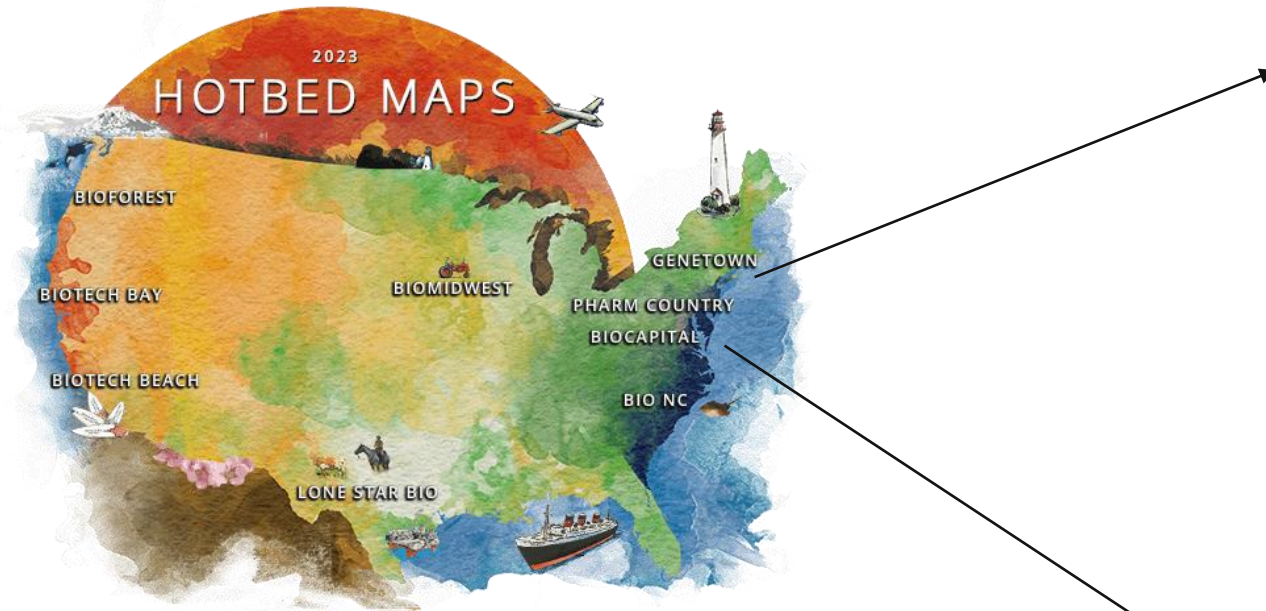 2023
HOTBED MAPS
BIOFOREST
GENETOWN
BIOMIDWEST
BIOTECH BAY
PHARM COUNTRY
BIOCAPITAL
BIOTECH BEACH
BIO NC
LONE STAR BIO